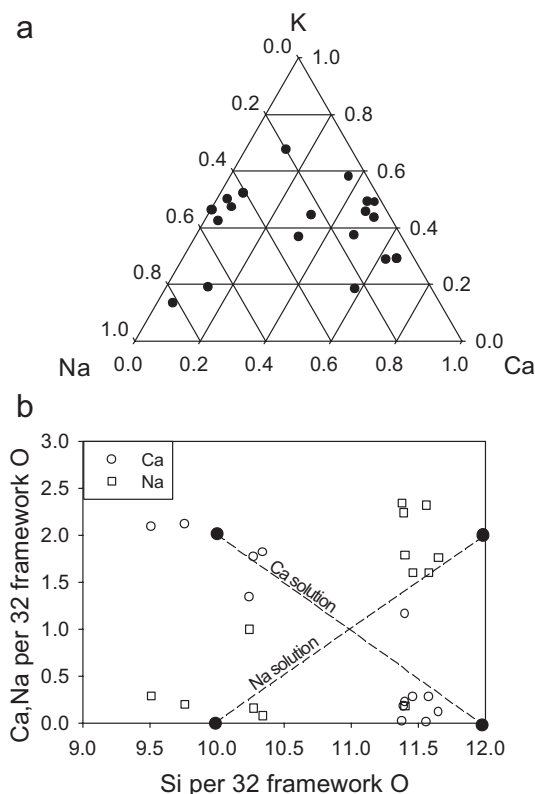 a
K
0.0 1.0
0.2 0.8
0.4 0.6
0.6 0.4
0.8 0.2
1.0 0.0
Na 0.0 0.2 0.4 0.6 0.8 1.0 Ca
b
Ca,Na per 32 framework O
3.0
2.5
2.0
1.5
1.0
0.5
0.0
Ca
Na
Ca solution
Na solution
9.0 9.5 10.0 10.5 11.0 11.5 12.0
Si per 32 framework O